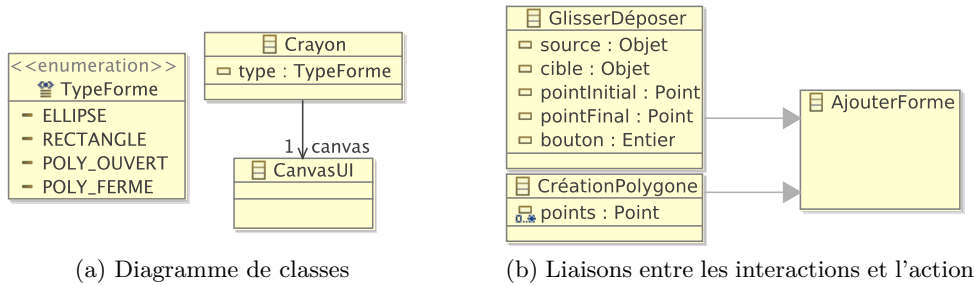 <<enumeration>>
TypeForme
ELLIPSE
RECTANGLE
POLY_OUVERT
POLY_FERME
Crayon
type : TypeForme
1 canvas
CanvasUI
(a) Diagramme de classes
GlisserDéposer
source : Objet
cible : Objet
pointInitial : Point
pointFinal : Point
bouton : Entier
CréationPolygone
0..* points : Point
AjouterForme
(b) Liaisons entre les interactions et l'action